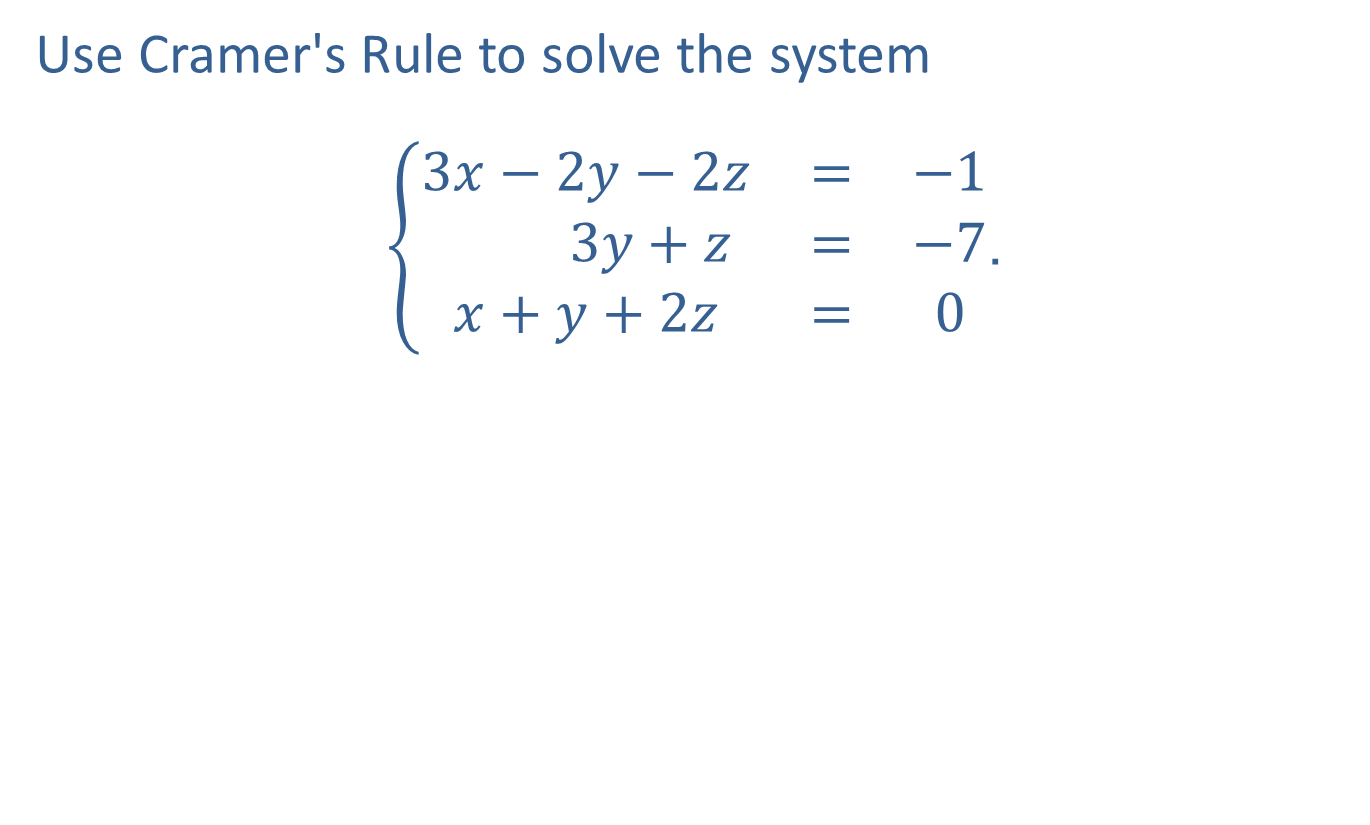 Use Cramer's Rule to solve the system
3x − 2y − 2z = −1
3y + z = −7.
x + y + 2z = 0